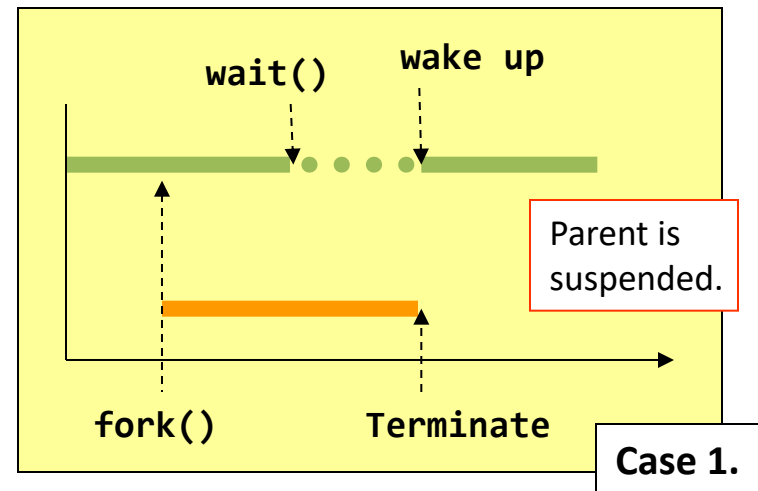 wait()
wake up
Parent is
suspended.
fork()
Terminate
Case 1.